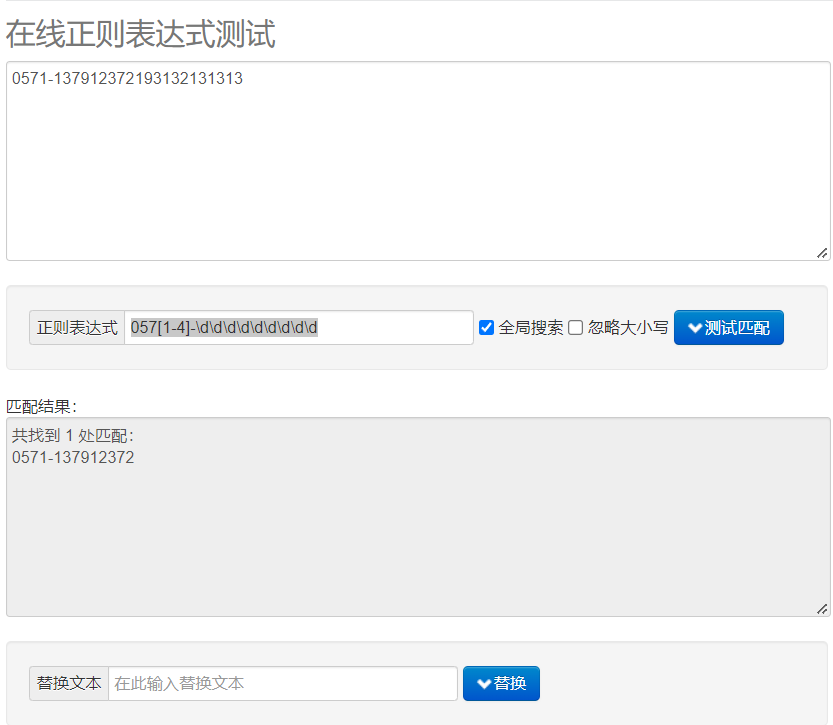 在线正则表达式测试
0571-137912372193132131313
正则表达式 057[1-4]-\d\d\d\d\d\d\d\d\d 全局搜索 忽略大小写 测试匹配
匹配结果：
共找到 1 处匹配：
0571-137912372
替换文本 在此输入替换文本 替换